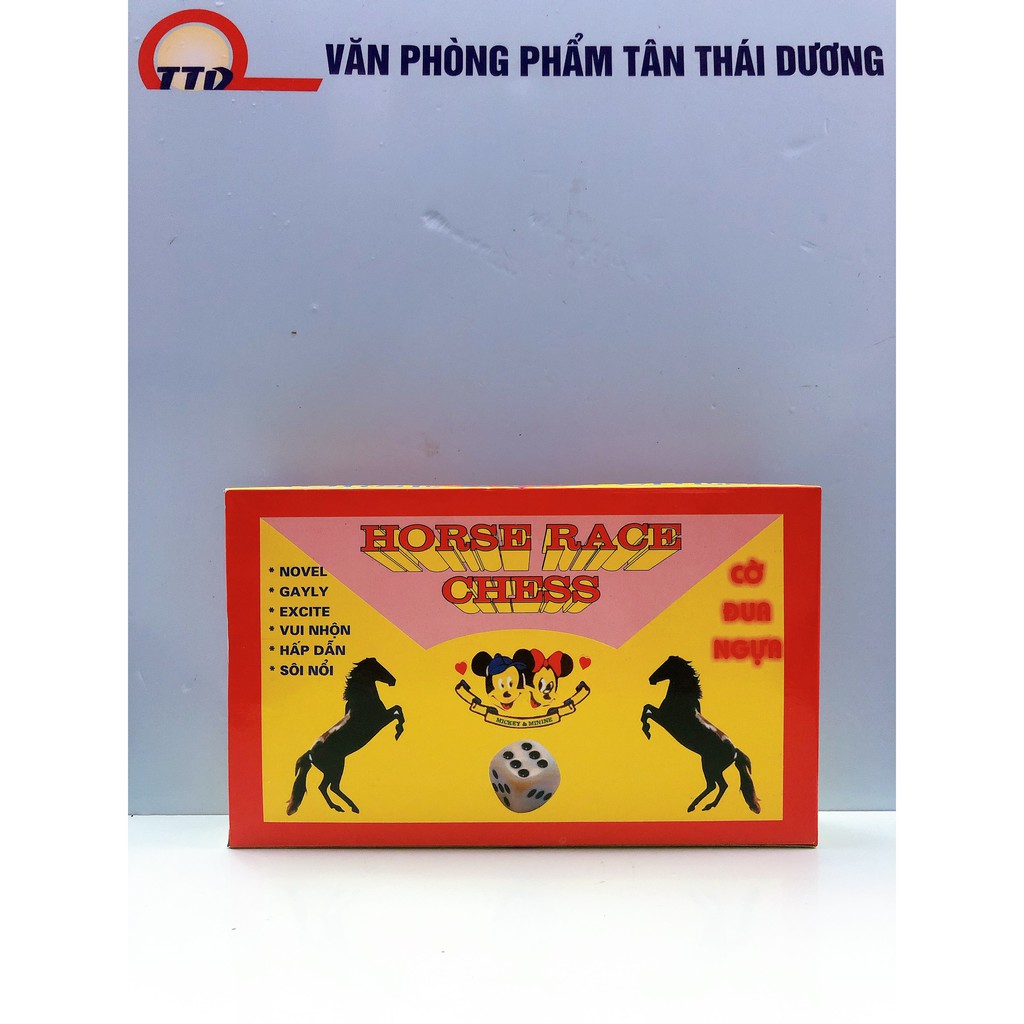 TTD
VĂN PHÒNG PHẨM TÂN THÁI DƯƠNG
HORSE RACE
CHESS
* NOVEL
* GAYLY
* EXCITE
* VUI NHỘN
* HẤP DẪN
* SÔI NỔI
CỜ
ĐUA
NGỰA
MICKEY & MININE